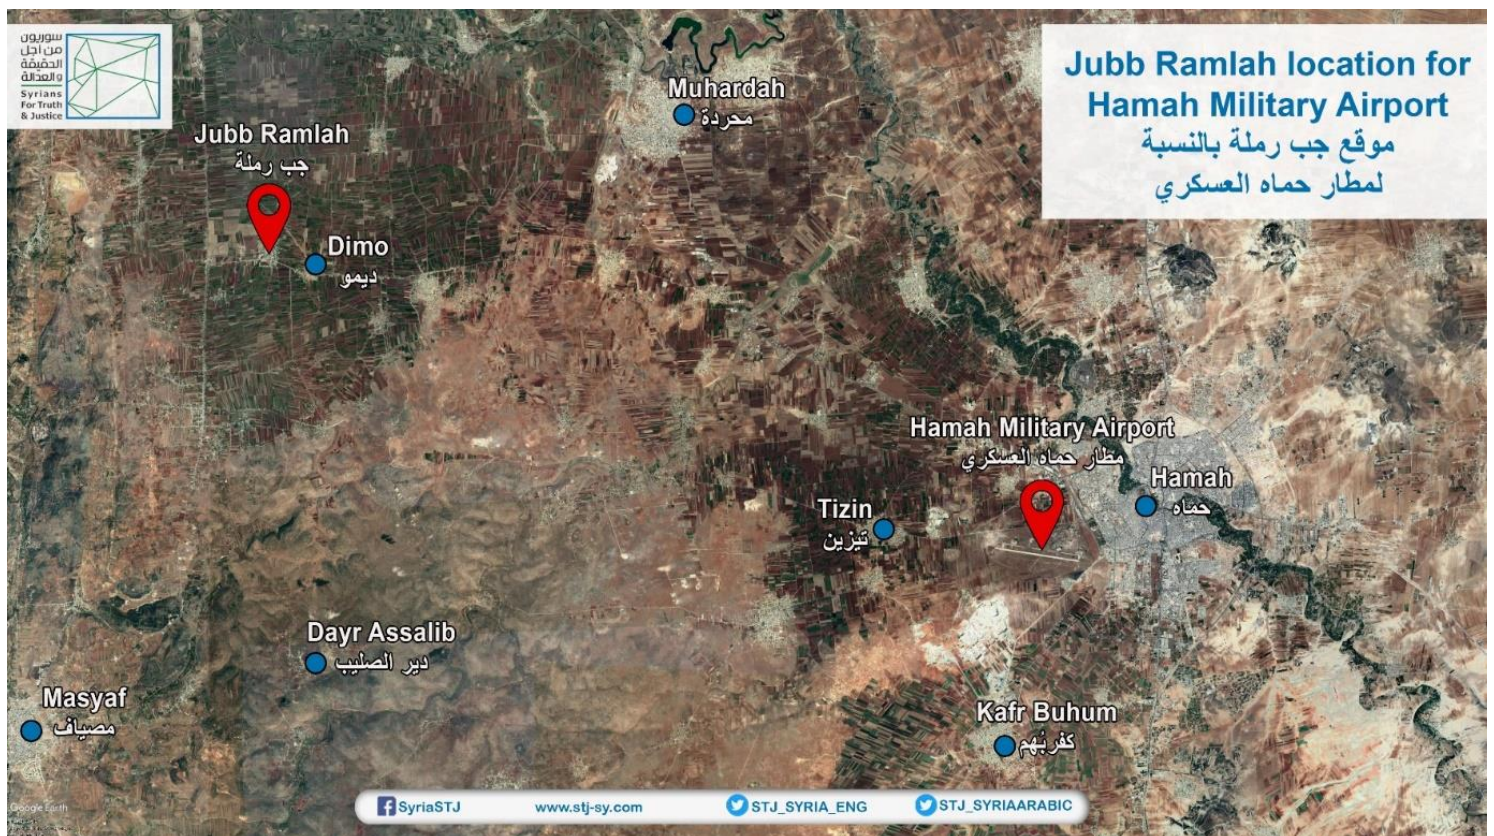 سوريون
من أجل
الحقيقة
والعدالة
Syrians
For Truth
& Justice
Jubb Ramlah location for
Hamah Military Airport
موقع جب رملة بالنسبة
لمطار حماه العسكري
Muhardah
محردة
Jubb Ramlah
جب رملة
Dimo
ديمو
Hamah Military Airport
مطار حماه العسكري
Hamah
حماه
Tizin
تيزين
Dayr Assalib
دير الصليب
Masyaf
مصياف
Kafr Buhum
كفربُهم
Google Earth
SyriaSTJ
www.stj-sy.com
STJ_SYRIA_ENG
STJ_SYRIAARABIC